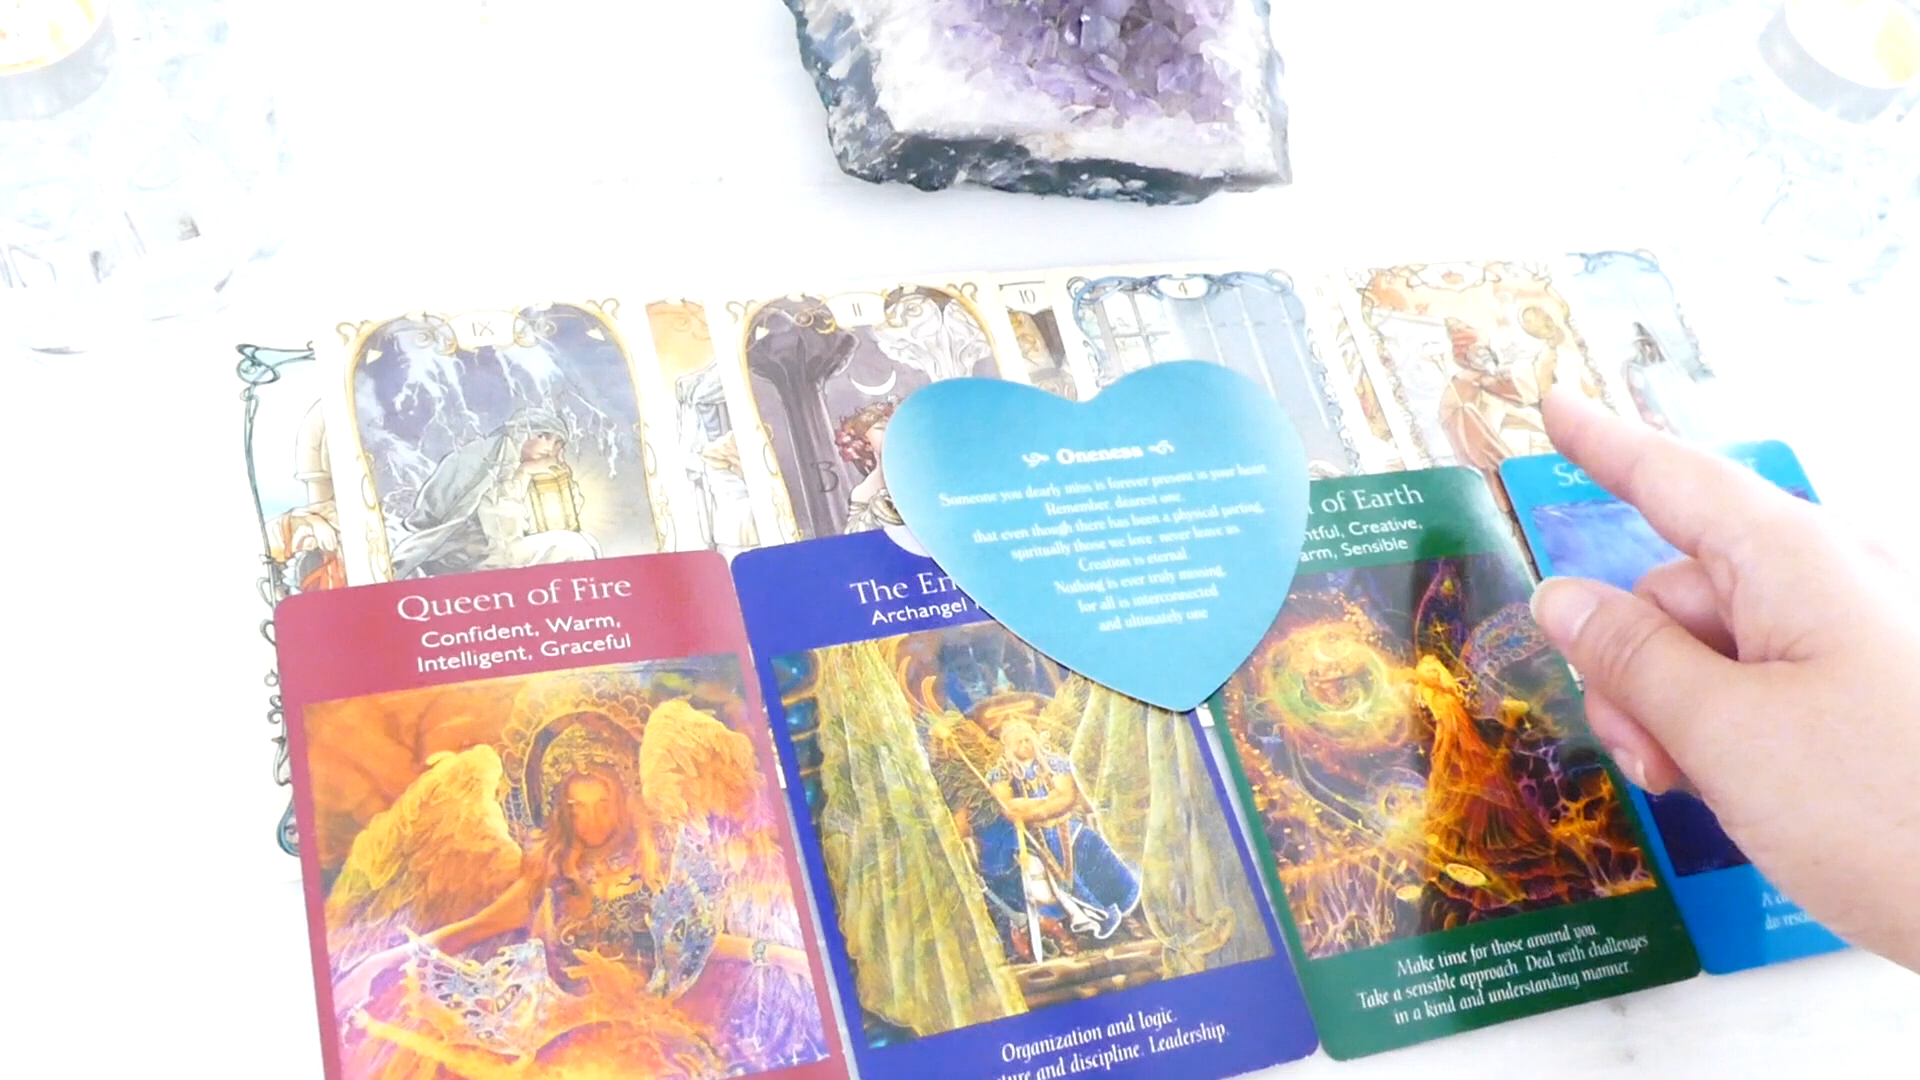 IX
II
10
4
Oneness
Someone you dearly miss is forever present in your heart.
Remember, dearest one,
that even though there has been a physical parting,
spiritually those we love, never leave us
Creation is eternal
Nothing is ever truly missing,
for all is interconnected
and ultimately one
Queen of Fire
Confident, Warm,
Intelligent, Graceful
The
Archangel
Organization and logic.
and discipline. Leadership.
of Earth
Creative,
Sensible
Make time for those around you.
Take a sensible approach. Deal with challenges
in a kind and understanding manner.